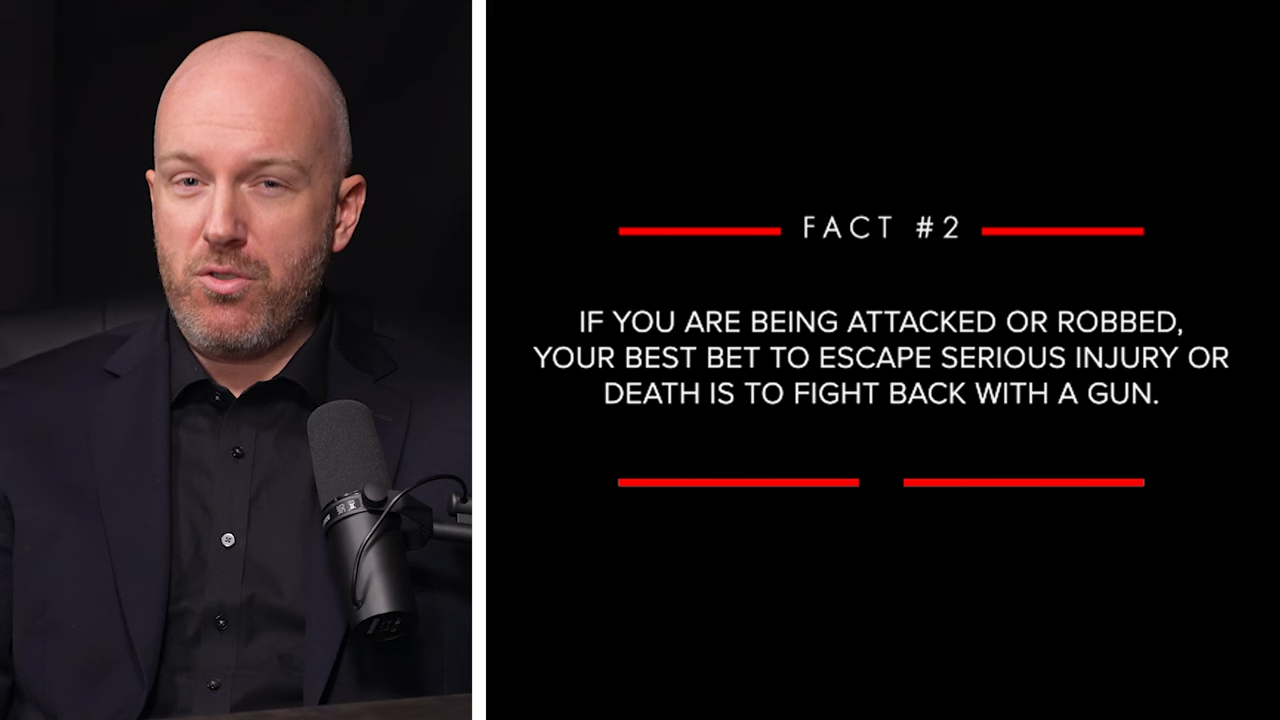 FACT #2
IF YOU ARE BEING ATTACKED OR ROBBED,
YOUR BEST BET TO ESCAPE SERIOUS INJURY OR
DEATH IS TO FIGHT BACK WITH A GUN.